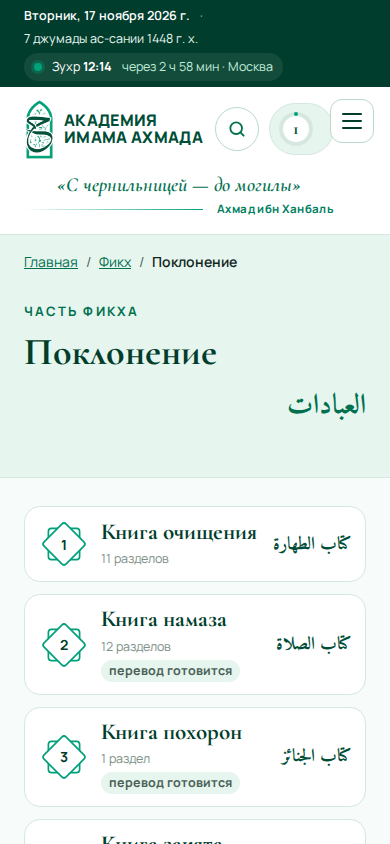 Вторник, 17 ноября 2026 г. ·
7 джумады ас-сании 1448 г. х.
Зухр 12:14 через 2 ч 58 мин · Москва
АКАДЕМИЯ
ИМАМА АХМАДА
1
«С чернильницей — до могилы»
Ахмад ибн Ханбаль
Главная / Фикх / Поклонение
ЧАСТЬ ФИКХА
Поклонение
العبادات
1
Книга очищения
كتاب الطهارة
11 разделов
2
Книга намаза
كتاب الصلاة
12 разделов
перевод готовится
3
Книга похорон
كتاب الجنائز
1 раздел
перевод готовится